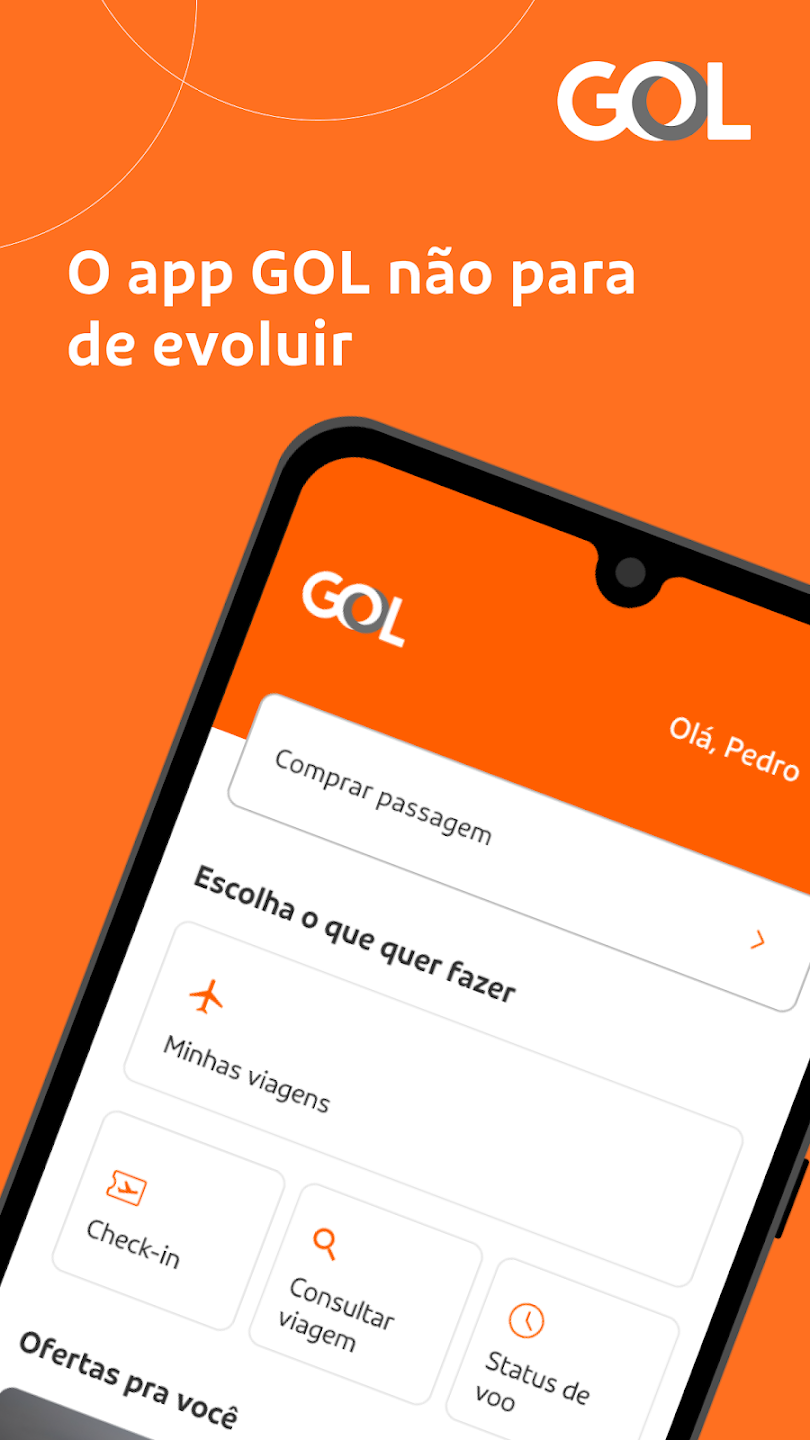 GOL
O app GOL não para
de evoluir
GOL
Olá, Pedro
Comprar passagem
Escolha o que quer fazer
Minhas viagens
Check-in
Consultar
viagem
Status de
voo
Ofertas pra você